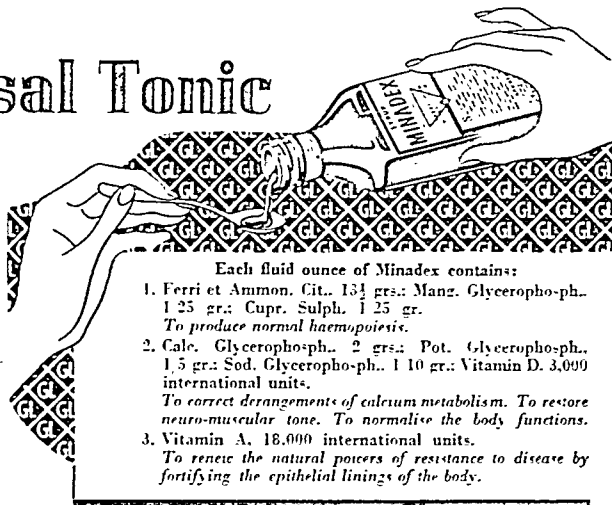 sal Tonic
MINADEX
GL
Each fluid ounce of Minadex contains:
1. Ferri et Ammon. Cit., 13½ grs.; Mang. Glycerophosph., 1/25 gr.; Cupr. Sulph. 1/25 gr.
To produce normal haemopoiesis.
2. Calc. Glycerophosph., 2 grs.; Pot. Glycerophosph., 1/5 gr.; Sod. Glycerophosph., 1/10 gr.; Vitamin D. 3,000 international units.
To correct derangements of calcium metabolism. To restore neuro-muscular tone. To normalise the body functions.
3. Vitamin A, 18,000 international units.
To renew the natural powers of resistance to disease by fortifying the epithelial linings of the body.